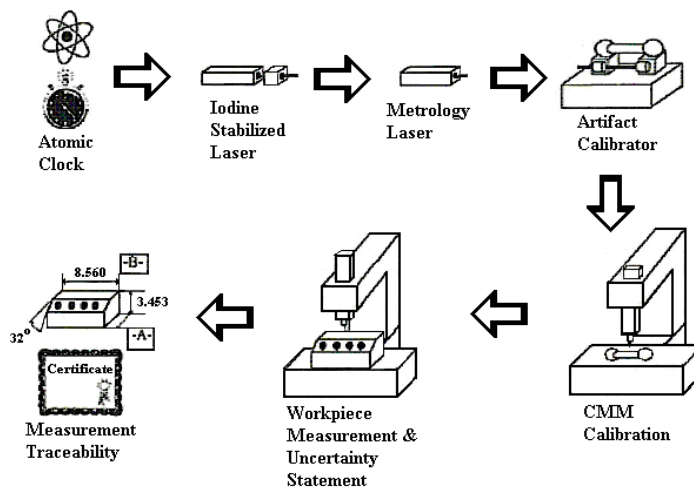 Atomic
Clock
Iodine
Stabilized
Laser
Metrology
Laser
Artifact
Calibrator
-B-
8.560
3.453
32°
-A-
Certificate
Measurement
Traceability
Workpiece
Measurement &
Uncertainty
Statement
CMM
Calibration